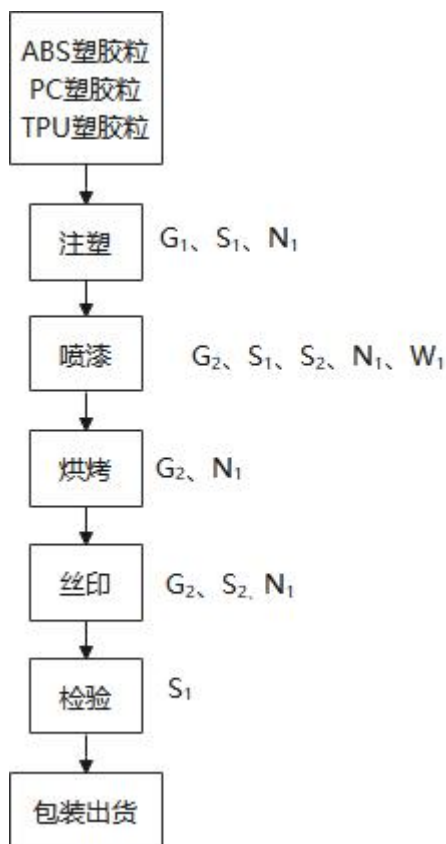 ABS塑胶粒
PC塑胶粒
TPU塑胶粒
注塑 G₁、S₁、N₁
喷漆 G₂、S₁、S₂、N₁、W₁
烘烤 G₂、N₁
丝印 G₂、S₂、N₁
检验 S₁
包装出货